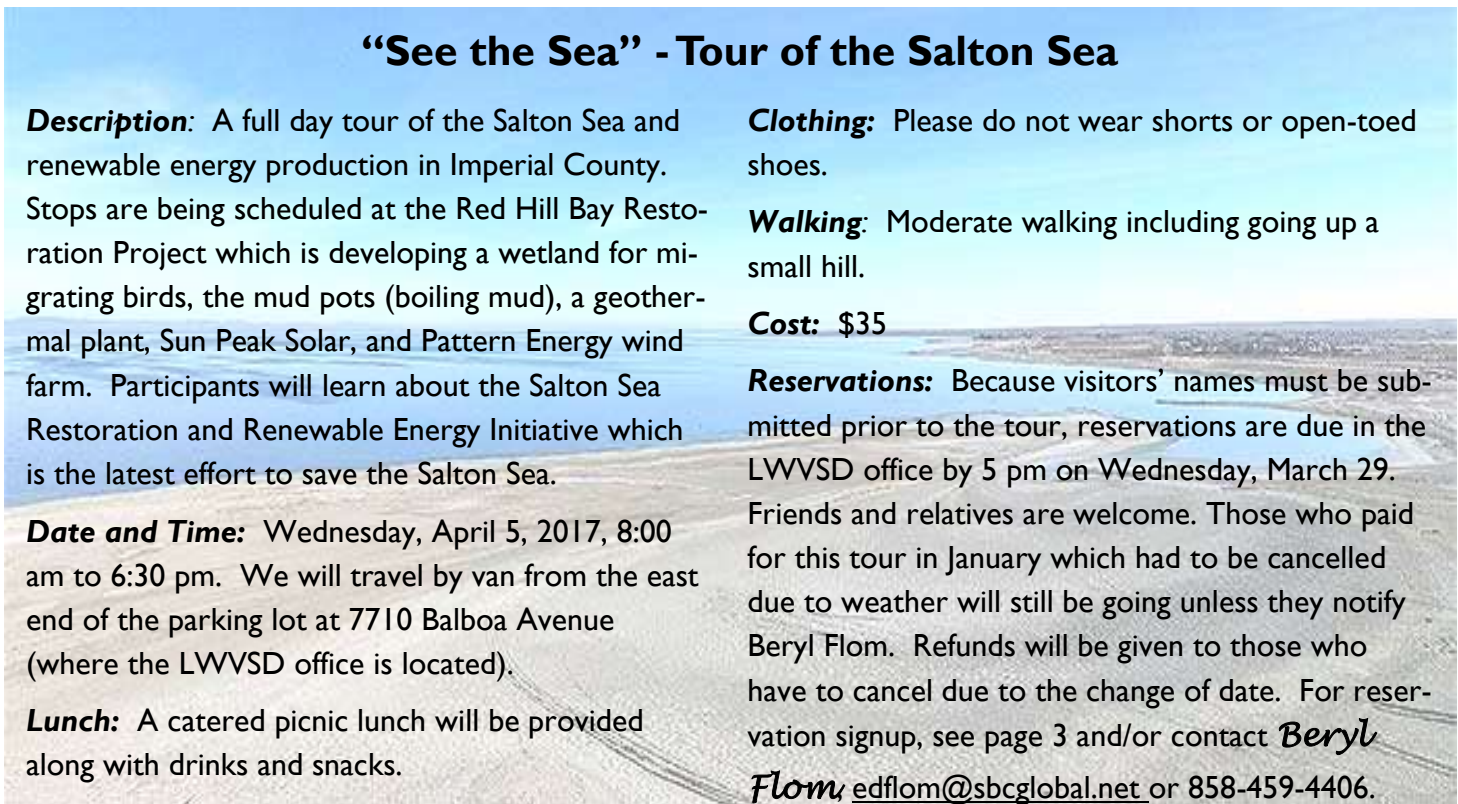 “See the Sea” - Tour of the Salton Sea
Description:  A full day tour of the Salton Sea and
renewable energy production in Imperial County.
Stops are being scheduled at the Red Hill Bay Resto-
ration Project which is developing a wetland for mi-
grating birds, the mud pots (boiling mud), a geother-
mal plant, Sun Peak Solar, and Pattern Energy wind
farm.  Participants will learn about the Salton Sea
Restoration and Renewable Energy Initiative which
is the latest effort to save the Salton Sea.
Date and Time:  Wednesday, April 5, 2017, 8:00
am to 6:30 pm.  We will travel by van from the east
end of the parking lot at 7710 Balboa Avenue
(where the LWVSD office is located).
Lunch:  A catered picnic lunch will be provided
along with drinks and snacks.
Clothing:  Please do not wear shorts or open-toed
shoes.
Walking:  Moderate walking including going up a
small hill.
Cost:  $35
Reservations:  Because visitors’ names must be sub-
mitted prior to the tour, reservations are due in the
LWVSD office by 5 pm on Wednesday, March 29.
Friends and relatives are welcome. Those who paid
for this tour in January which had to be cancelled
due to weather will still be going unless they notify
Beryl Flom.  Refunds will be given to those who
have to cancel due to the change of date.  For reser-
vation signup, see page 3 and/or contact Beryl
Flom, edflom@sbcglobal.net or 858-459-4406.